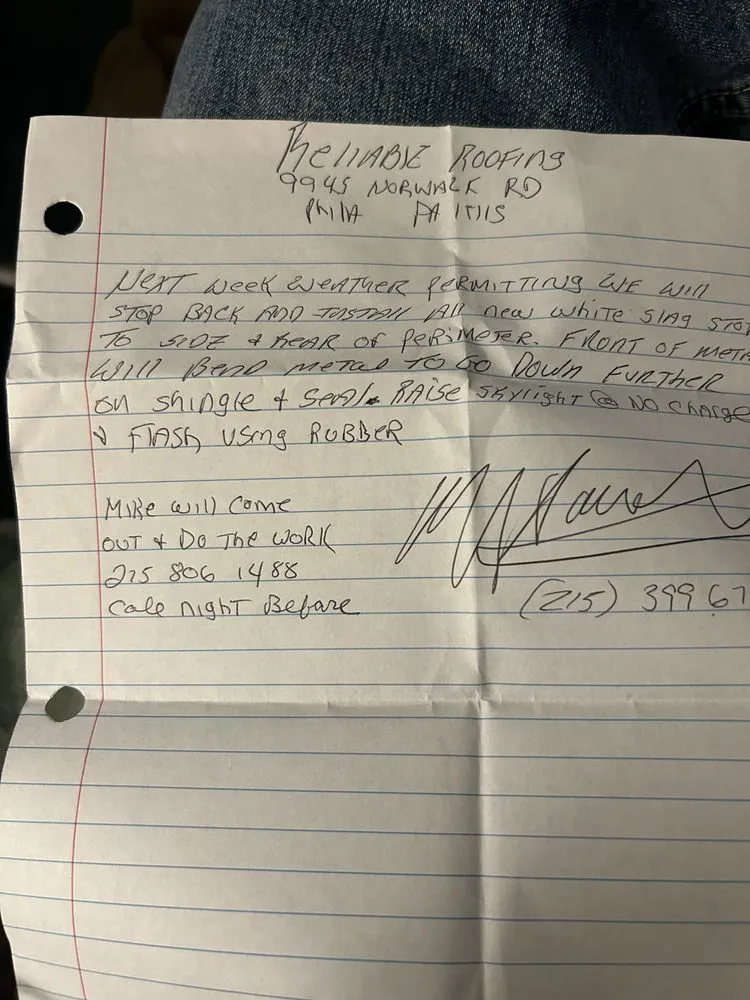 RELIABLE ROOFING
9945 NORWALK RD
PHILA PA 19115
NEXT WEEK WEATHER PERMITTING WE WILL
STOP BACK AND INSTALL All new white slag STOP
TO SIDE & REAR OF PERIMETER. FRONT OF META
WILL Bend metal TO GO DOWN FURTHER
on shingle & Seal. RAISE SKYlight @ NO CHARGE
& FlASh USing RUBBER
MIKE will come
OUT & DO The WORK
215 806 1488
Cale night Before
(215) 399 67